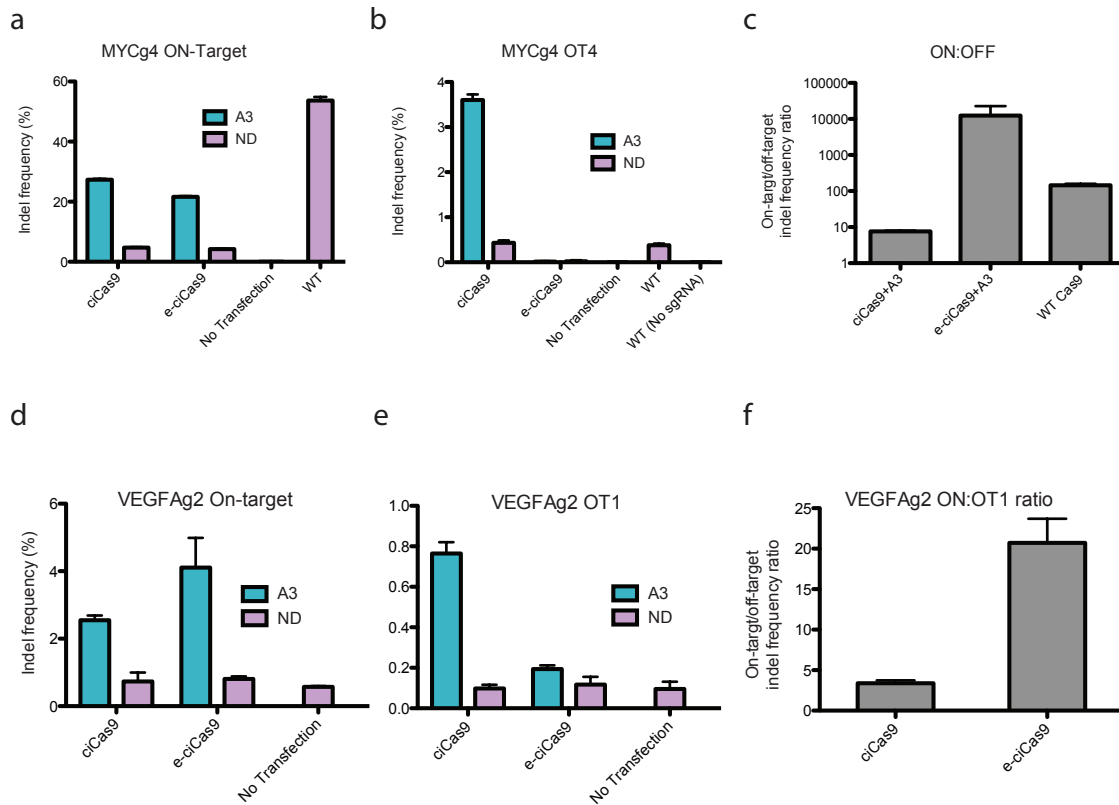 a
MYCg4 ON-Target
Indel frequency (%)
60
40
20
0
A3
ND
ciCas9
e-ciCas9
No Transfection
WT
b
MYCg4 OT4
Indel frequency (%)
4
3
2
1
0
A3
ND
ciCas9
e-ciCas9
No Transfection
WT
WT (No sgRNA)
c
ON:OFF
On-targt/off-target
indel frequency ratio
100000
10000
1000
100
10
1
ciCas9+A3
e-ciCas9+A3
WT Cas9
d
VEGFAg2 On-target
Indel frequency (%)
6
4
2
0
A3
ND
ciCas9
e-ciCas9
No Transfection
e
VEGFAg2 OT1
Indel frequency (%)
1.0
0.8
0.6
0.4
0.2
0.0
A3
ND
ciCas9
e-ciCas9
No Transfection
f
VEGFAg2 ON:OT1 ratio
On-targt/off-target
indel frequency ratio
25
20
15
10
5
0
ciCas9
e-ciCas9